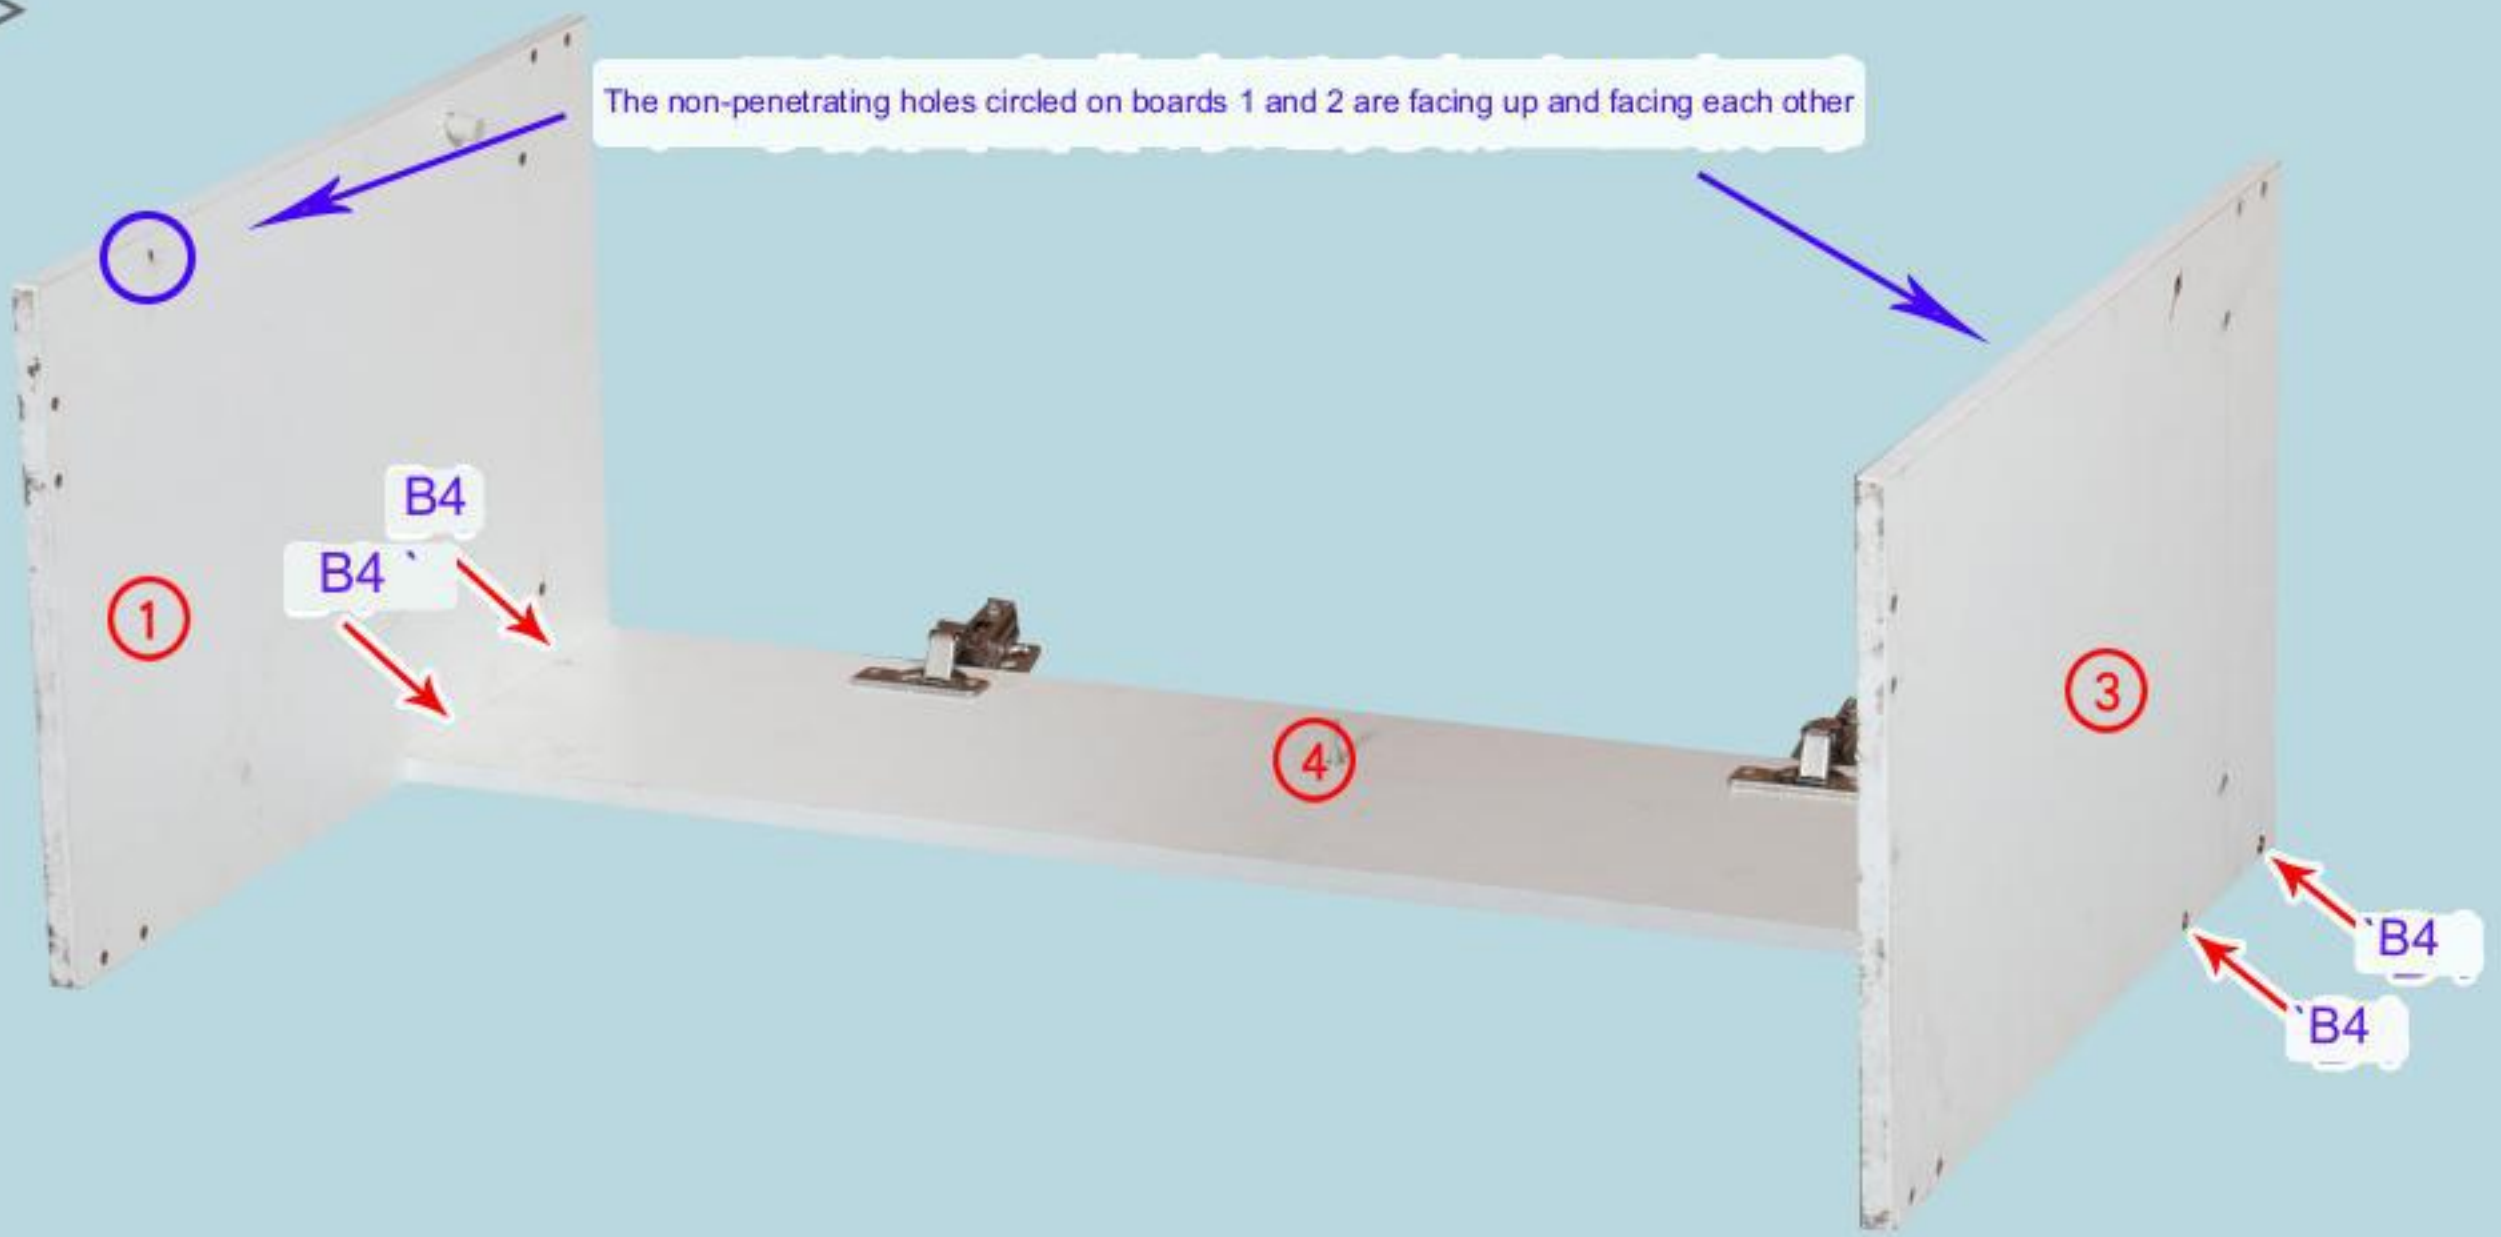 The non-penetrating holes circled on boards 1 and 2 are facing up and facing each other
B4
B4 `
1
4
3
`B4
`B4